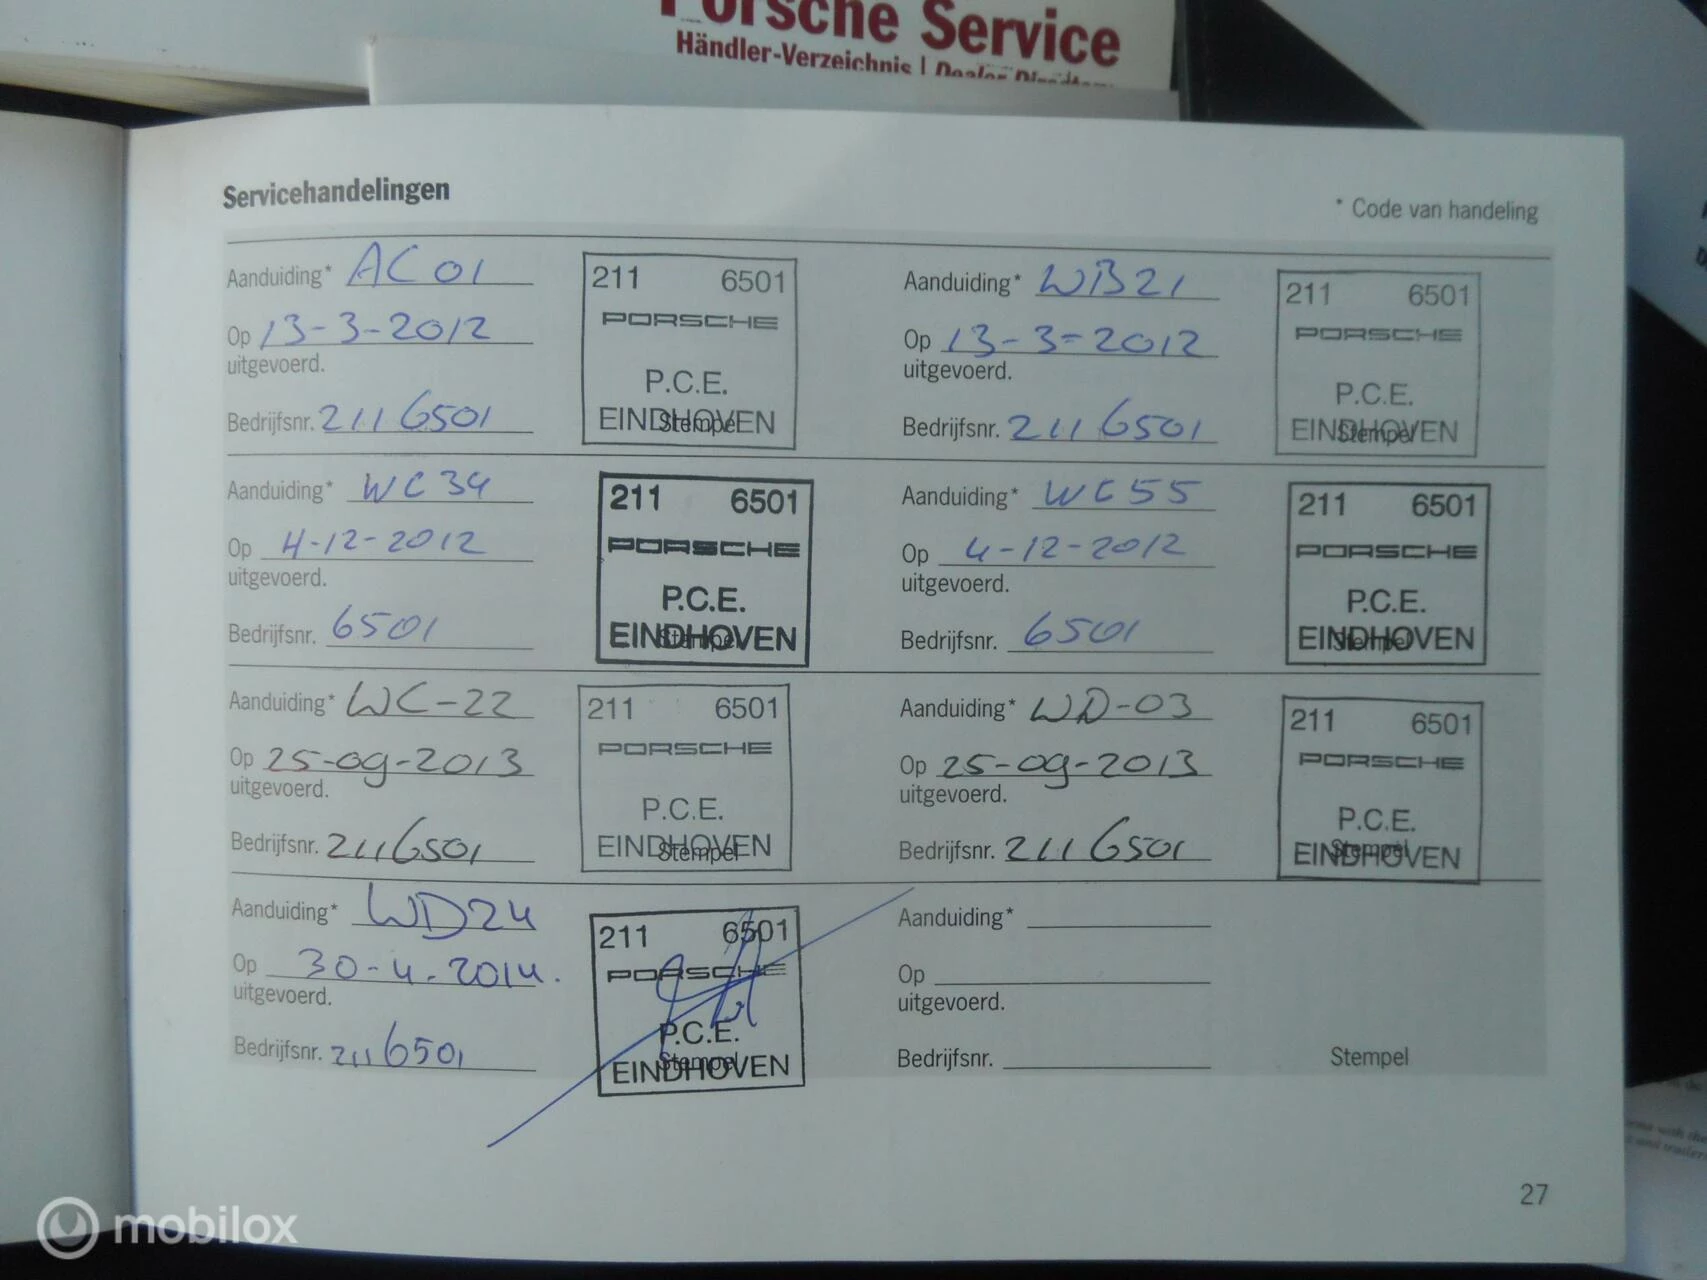 Porsche Service
Händler-Verzeichnis | Dealer Directory
Servicehandelingen
* Code van handeling
Aanduiding* AC01
Op 13-3-2012
uitgevoerd.
Bedrijfsnr. 2116501
211 6501
PORSCHE
P.C.E.
EINDHOVEN
Stempel
Aanduiding* WB21
Op 13-3-2012
uitgevoerd.
Bedrijfsnr. 2116501
211 6501
PORSCHE
P.C.E.
EINDHOVEN
Stempel
Aanduiding* WC34
Op 4-12-2012
uitgevoerd.
Bedrijfsnr. 6501
211 6501
PORSCHE
P.C.E.
EINDHOVEN
Stempel
Aanduiding* WC55
Op 4-12-2012
uitgevoerd.
Bedrijfsnr. 6501
211 6501
PORSCHE
P.C.E.
EINDHOVEN
Stempel
Aanduiding* WC-22
Op 25-09-2013
uitgevoerd.
Bedrijfsnr. 2116501
211 6501
PORSCHE
P.C.E.
EINDHOVEN
Stempel
Aanduiding* WD-03
Op 25-09-2013
uitgevoerd.
Bedrijfsnr. 2116501
211 6501
PORSCHE
P.C.E.
EINDHOVEN
Stempel
Aanduiding* WD24
Op 30-4-2014.
uitgevoerd.
Bedrijfsnr. 2116501
211 6501
PORSCHE
P.C.E.
EINDHOVEN
Stempel
Aanduiding*
Op
uitgevoerd.
Bedrijfsnr.
Stempel
27
mobilox